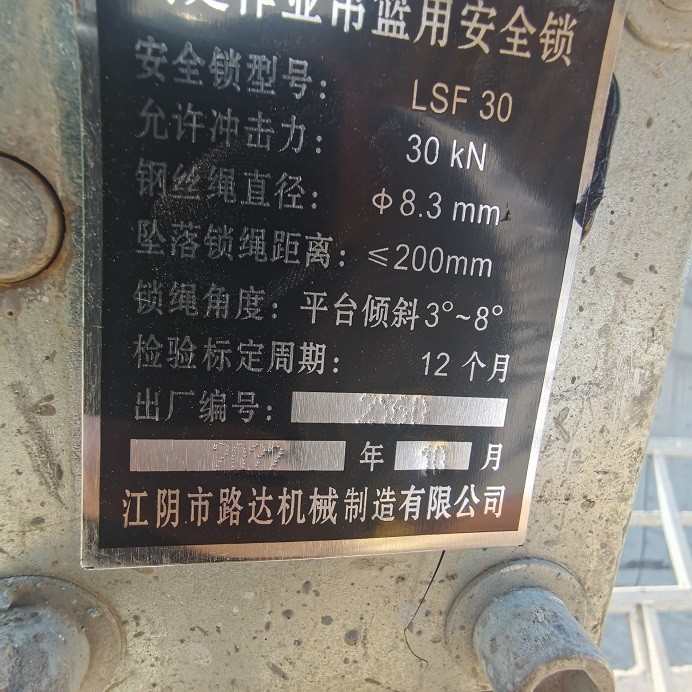 作业吊篮用安全锁
安全锁型号： LSF 30
允许冲击力： 30 kN
钢丝绳直径： φ8.3 mm
坠落锁绳距离：≤200mm
锁绳角度：平台倾斜3°~8°
检验标定周期： 12 个月
出厂编号：
2022 年 月
江阴市路达机械制造有限公司